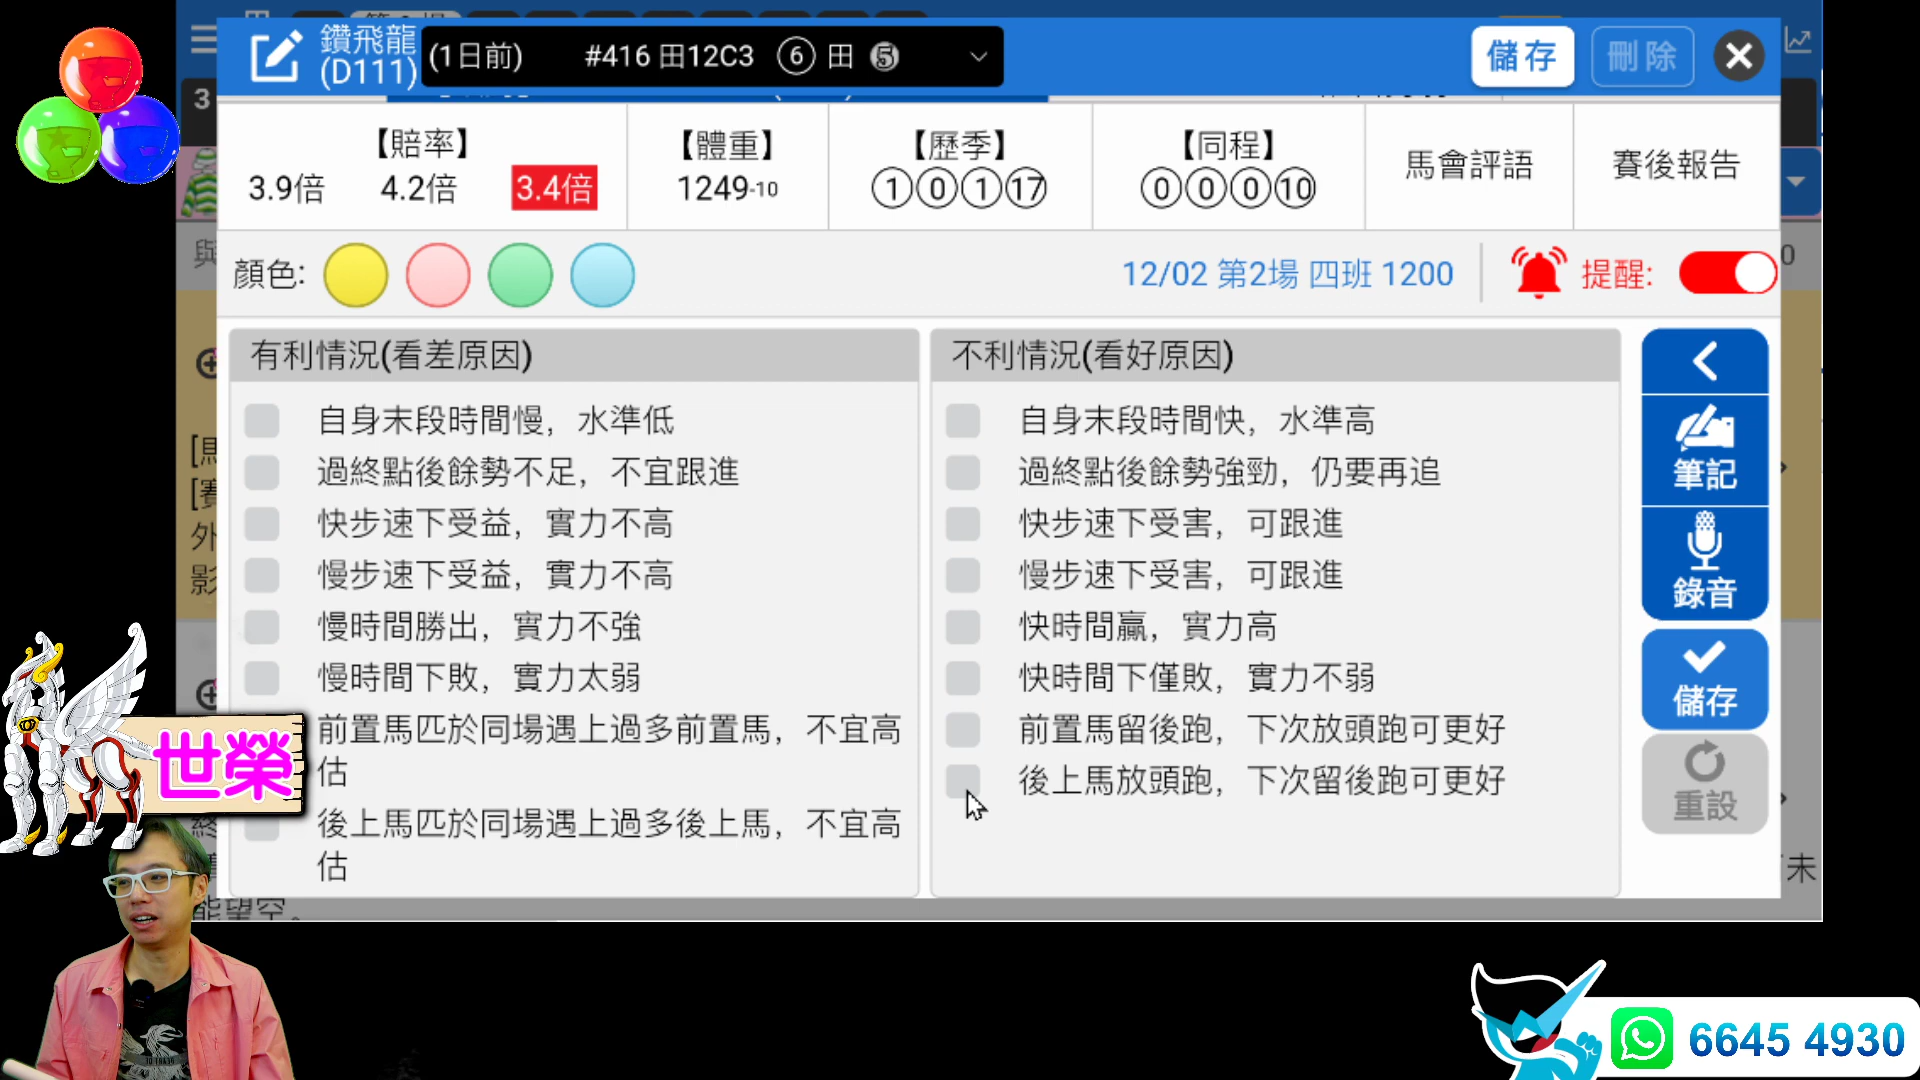 鑽飛龍
(D111)
(1日前) #416 田12C3 ⑥ 田 ❺
儲存
刪除
3
【賠率】
3.9倍 4.2倍 3.4倍
【體重】
1249-10
【歷季】
①⓪①⑰
【同程】
⓪⓪⓪⑩
馬會評語
賽後報告
顏色:
12/02 第2場 四班 1200
提醒:
有利情況(看差原因)
自身末段時間慢，水準低
過終點後餘勢不足，不宜跟進
快步速下受益，實力不高
慢步速下受益，實力不高
慢時間勝出，實力不強
慢時間下敗，實力太弱
前置馬匹於同場遇上過多前置馬，不宜高
估
後上馬匹於同場遇上過多後上馬，不宜高
估
不利情況(看好原因)
自身末段時間快，水準高
過終點後餘勢強勁，仍要再追
快步速下受害，可跟進
慢步速下受害，可跟進
快時間贏，實力高
快時間下僅敗，實力不弱
前置馬留後跑，下次放頭跑可更好
後上馬放頭跑，下次留後跑可更好
筆記
錄音
儲存
重設
未
世榮
6645 4930